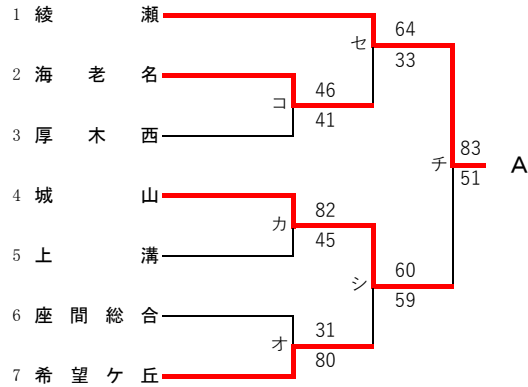 1 綾瀬
セ 64
33
2 海老名
コ 46
41
3 厚木西
チ 83
51
A
4 城山
カ 82
45
5 上溝
シ 60
59
6 座間総合
オ 31
80
7 希望ケ丘